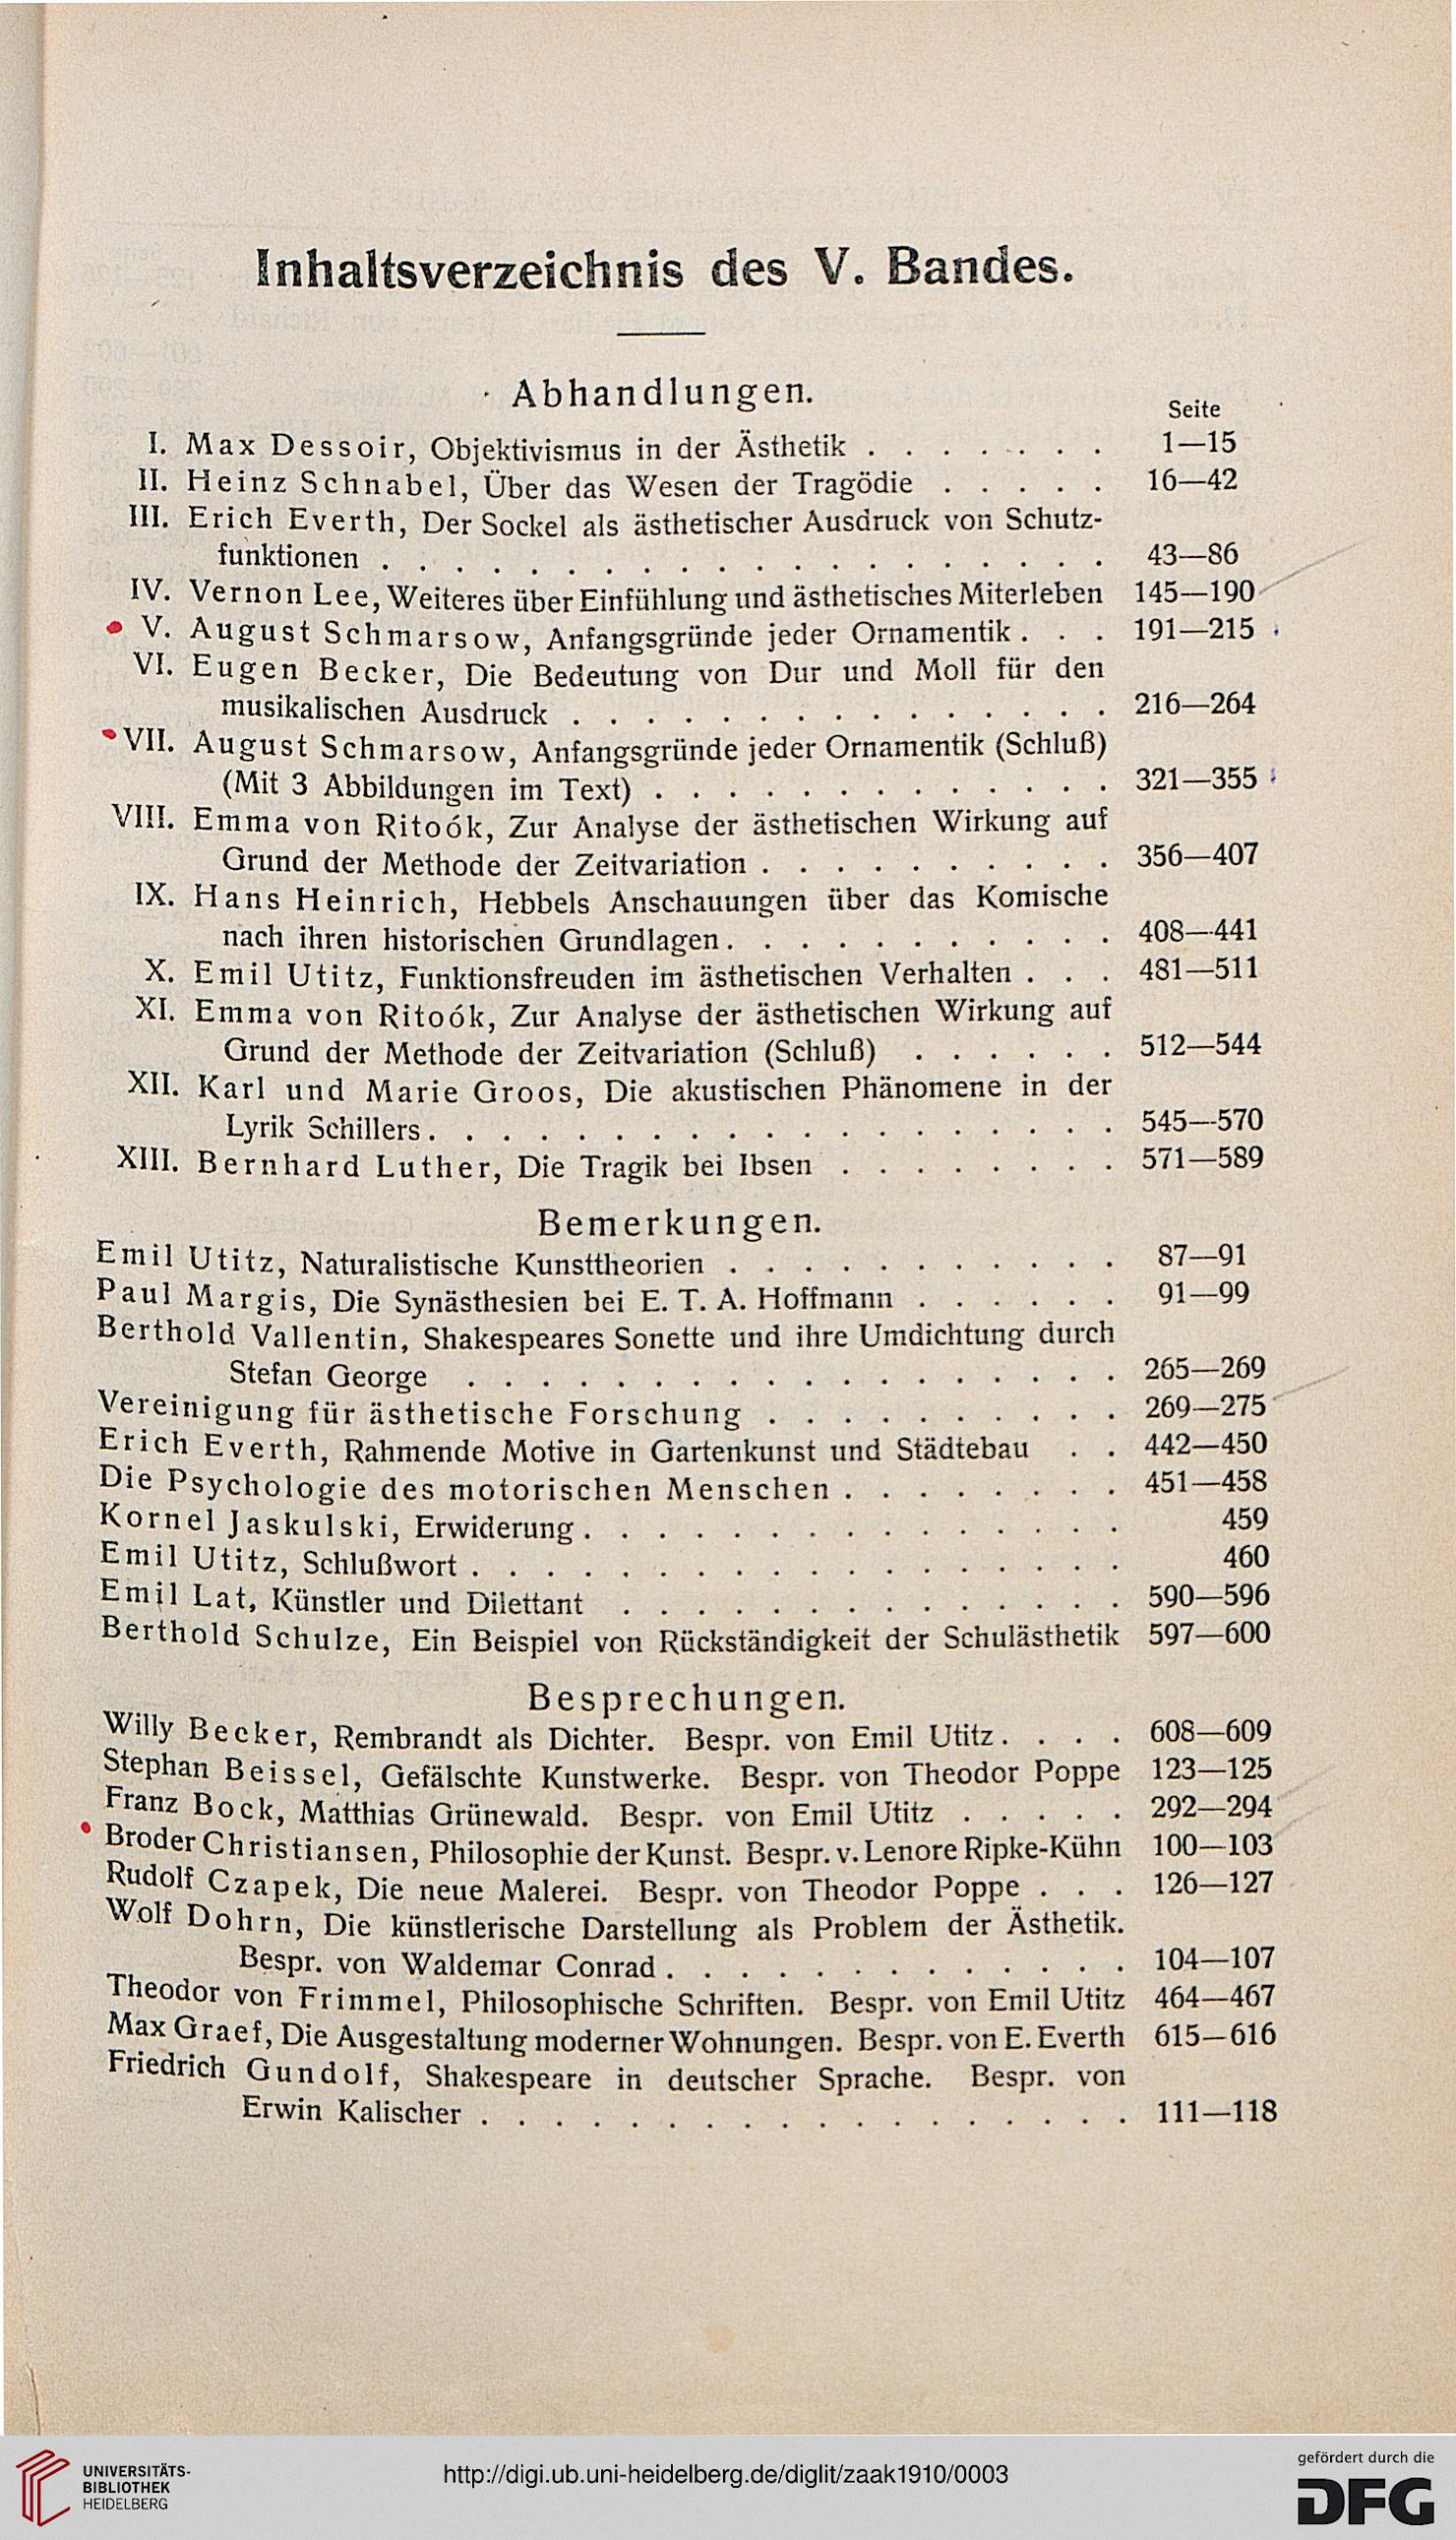 Inhaltsverzeichnis des V. Bandes.
Abhandlungen.
Seite
I. Max Dessoir, Objektivismus in der Ästhetik . . . . . . . 1—15
II. Heinz Schnabel, Über das Wesen der Tragödie . . . . . 16—42
III. Erich Everth, Der Sockel als ästhetischer Ausdruck von Schutz-
funktionen . . . . . . . . . . . . . . . . . . . . 43—86
IV. Vernon Lee, Weiteres über Einfühlung und ästhetisches Miterleben 145—190
V. August Schmarsow, Anfangsgründe jeder Ornamentik . . . 191—215
VI. Eugen Becker, Die Bedeutung von Dur und Moll für den
musikalischen Ausdruck . . . . . . . . . . . . . . . 216—264
VII. August Schmarsow, Anfangsgründe jeder Ornamentik (Schluß)
(Mit 3 Abbildungen im Text) . . . . . . . . . . . . . 321—355
VIII. Emma von Ritoók, Zur Analyse der ästhetischen Wirkung auf
Grund der Methode der Zeitvariation . . . . . . . . . . 356—407
IX. Hans Heinrich, Hebbels Anschauungen über das Komische
nach ihren historischen Grundlagen . . . . . . . . . . . 408—441
X. Emil Utitz, Funktionsfreuden im ästhetischen Verhalten . . . 481—511
XI. Emma von Ritoók, Zur Analyse der ästhetischen Wirkung auf
Grund der Methode der Zeitvariation (Schluß) . . . . . . 512—544
XII. Karl und Marie Groos, Die akustischen Phänomene in der
Lyrik Schillers . . . . . . . . . . . . . . . . . . . 545—570
XIII. Bernhard Luther, Die Tragik bei Ibsen . . . . . . . . 571—589
Bemerkungen.
Emil Utitz, Naturalistische Kunsttheorien . . . . . . . . . . . 87—91
Paul Margis, Die Synästhesien bei E. T. A. Hoffmann . . . . . . 91—99
Berthold Vallentin, Shakespeares Sonette und ihre Umdichtung durch
Stefan George . . . . . . . . . . . . . . . . . . 265—269
Vereinigung für ästhetische Forschung . . . . . . . . . . 269—275
Erich Everth, Rahmende Motive in Gartenkunst und Städtebau . . 442—450
Die Psychologie des motorischen Menschen . . . . . . . . 451—458
Kornel Jaskulski, Erwiderung . . . . . . . . . . . . . . . 459
Emil Utitz, Schlußwort . . . . . . . . . . . . . . . . . . 460
Emil Lat, Künstler und Dilettant . . . . . . . . . . . . . . 590—596
Berthold Schulze, Ein Beispiel von Rückständigkeit der Schulästhetik 597—600
Besprechungen.
Willy Becker, Rembrandt als Dichter. Bespr. von Emil Utitz . . . . 608—609
Stephan Beissel, Gefälschte Kunstwerke. Bespr. von Theodor Poppe 123—125
Franz Bock, Matthias Grünewald. Bespr. von Emil Utitz . . . . . 292—294
Broder Christiansen, Philosophie der Kunst. Bespr. v. Lenore Ripke-Kühn 100—103
Rudolf Czapek, Die neue Malerei. Bespr. von Theodor Poppe . . . 126—127
Wolf Dohrn, Die künstlerische Darstellung als Problem der Ästhetik.
Bespr. von Waldemar Conrad . . . . . . . . . . . . . 104—107
Theodor von Frimmel, Philosophische Schriften. Bespr. von Emil Utitz 464—467
Max Graef, Die Ausgestaltung moderner Wohnungen. Bespr. von E. Everth 615—616
Friedrich Gundolf, Shakespeare in deutscher Sprache. Bespr. von
Erwin Kalischer . . . . . . . . . . . . . . . . . . 111—118
UNIVERSITÄTS-
BIBLIOTHEK
HEIDELBERG
http://digi.ub.uni-heidelberg.de/diglit/zaak1910/0003
gefördert durch die
DFG